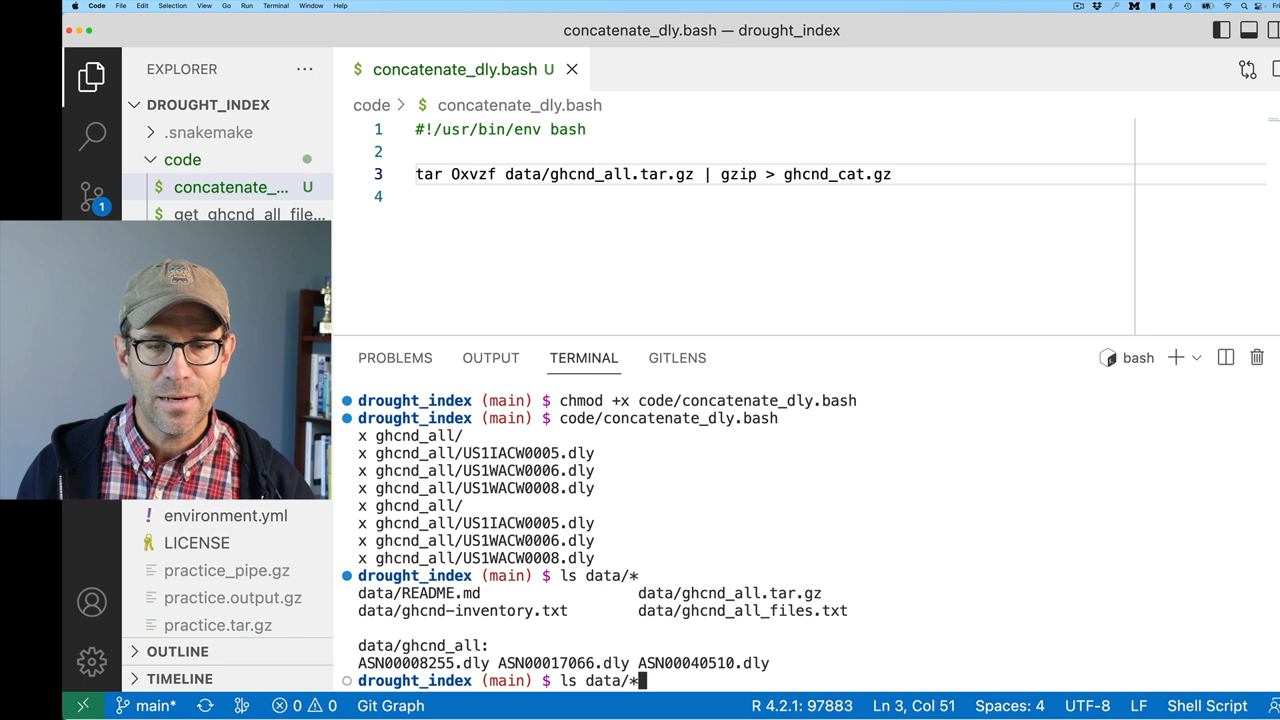 Code File Edit Selection View Go Run Terminal Window Help
concatenate_dly.bash — drought_index
EXPLORER
$ concatenate_dly.bash U
DROUGHT_INDEX
code > $ concatenate_dly.bash
.snakemake
1 #!/usr/bin/env bash
code
2
$ concatenate_... U
3 tar Oxvzf data/ghcnd_all.tar.gz | gzip > ghcnd_cat.gz
1
4
$ get_ghcnd_all_file...
PROBLEMS OUTPUT TERMINAL GITLENS
bash
drought_index (main) $ chmod +x code/concatenate_dly.bash
drought_index (main) $ code/concatenate_dly.bash
x ghcnd_all/
x ghcnd_all/US1IACW0005.dly
x ghcnd_all/US1WACW0006.dly
x ghcnd_all/US1WACW0008.dly
x ghcnd_all/
x ghcnd_all/US1IACW0005.dly
x ghcnd_all/US1WACW0006.dly
x ghcnd_all/US1WACW0008.dly
drought_index (main) $ ls data/*
data/README.md data/ghcnd_all.tar.gz
data/ghcnd-inventory.txt data/ghcnd_all_files.txt
data/ghcnd_all:
ASN00008255.dly ASN00017066.dly ASN00040510.dly
drought_index (main) $ ls data/*
! environment.yml
LICENSE
practice_pipe.gz
practice.output.gz
practice.tar.gz
OUTLINE
TIMELINE
main* 0 0 Git Graph R 4.2.1: 97883 Ln 3, Col 51 Spaces: 4 UTF-8 LF Shell Script